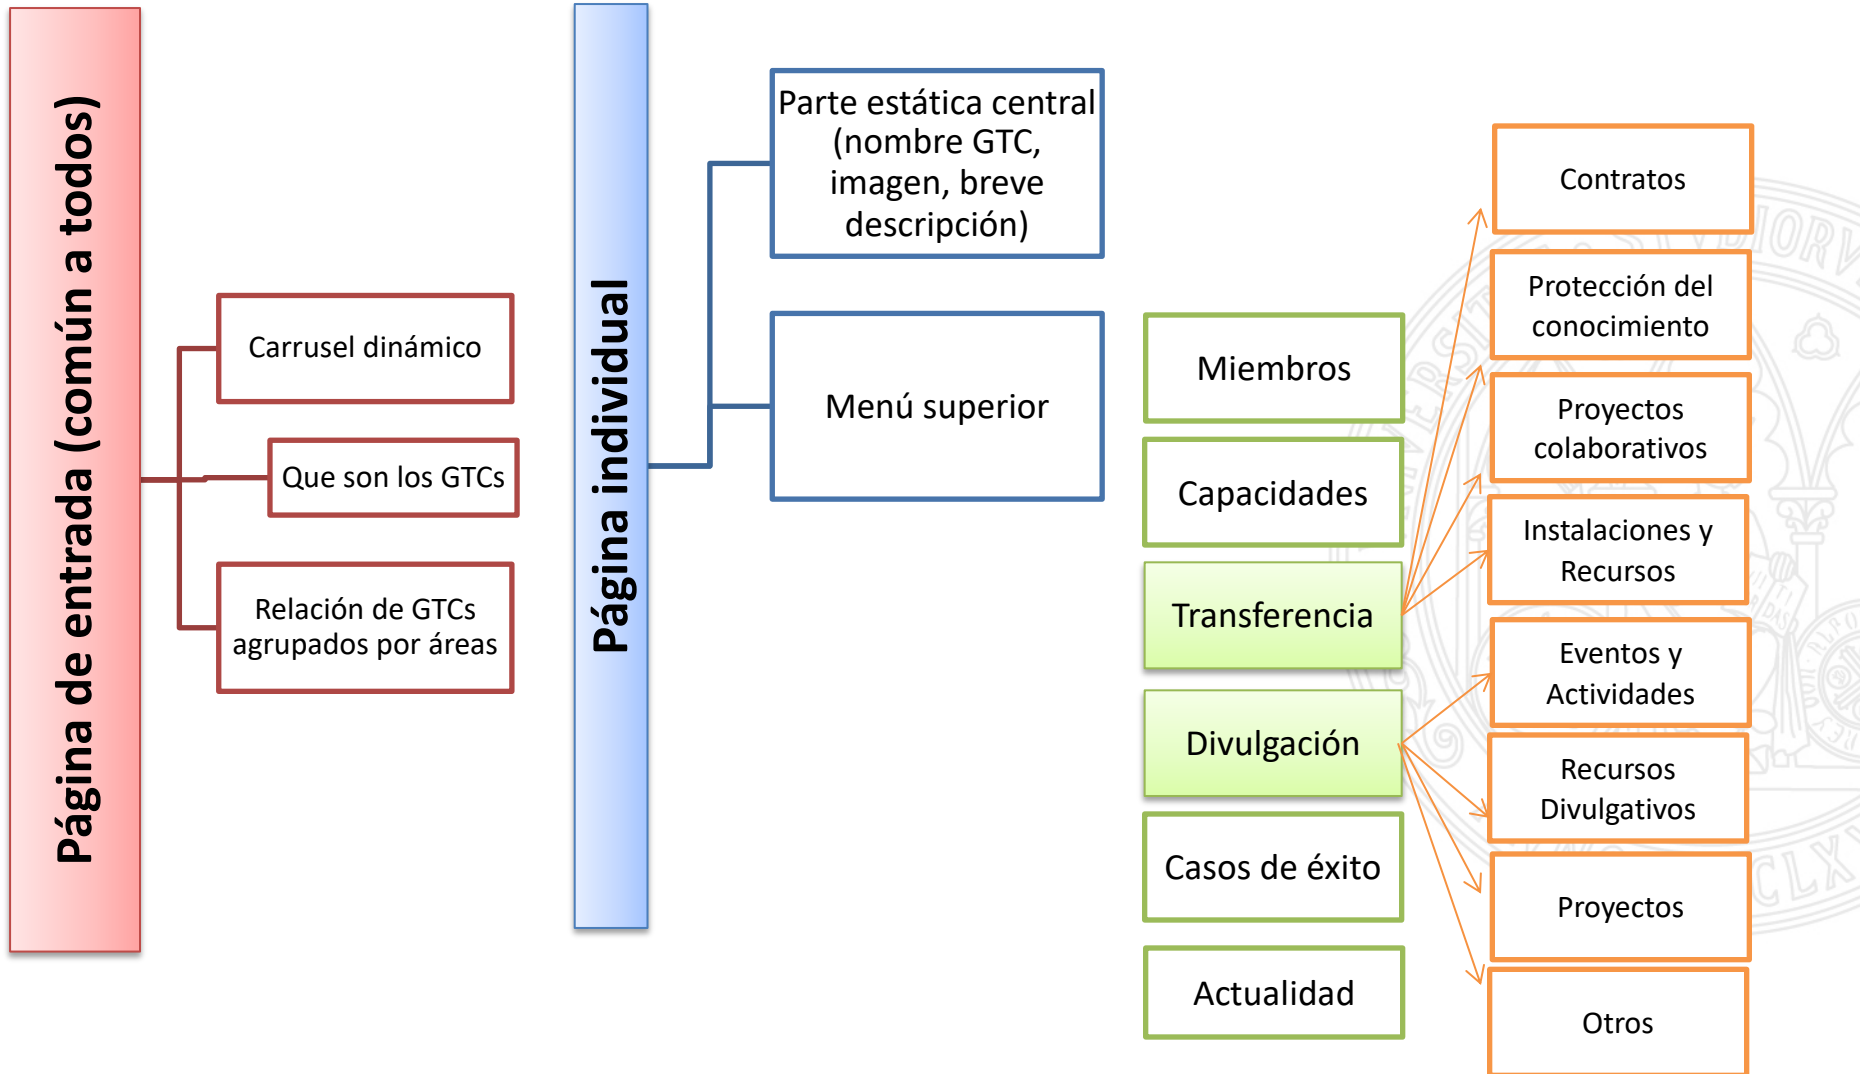 Página de entrada (común a todos)
Carrusel dinámico
Que son los GTCs
Relación de GTCs
agrupados por áreas
Página individual
Parte estática central
(nombre GTC,
imagen, breve
descripción)
Menú superior
Miembros
Capacidades
Transferencia
Divulgación
Casos de éxito
Actualidad
Contratos
Protección del
conocimiento
Proyectos
colaborativos
Instalaciones y
Recursos
Eventos y
Actividades
Recursos
Divulgativos
Proyectos
Otros